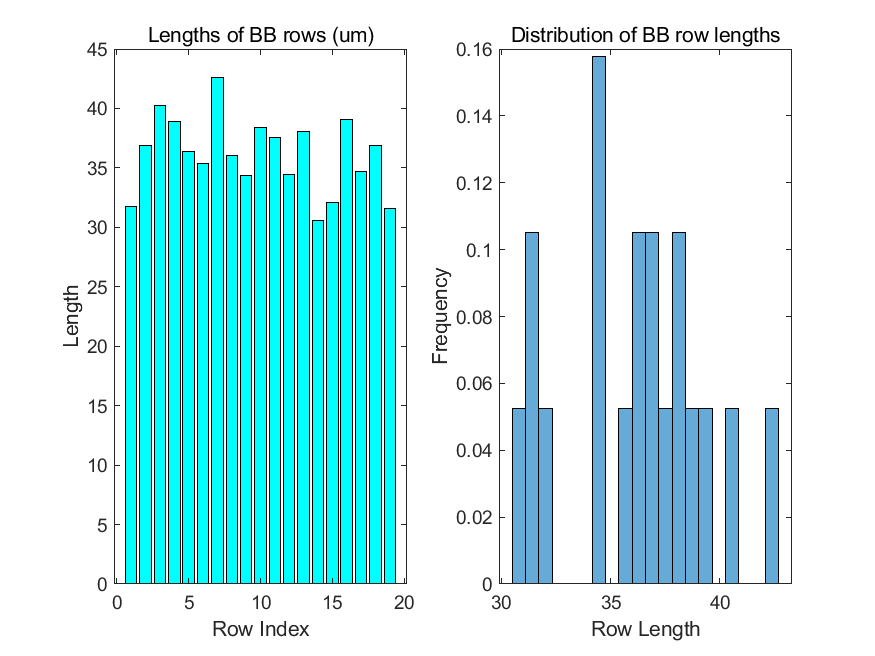 Lengths of BB rows (um)
45
40
35
30
25
20
15
10
5
0
Length
0 5 10 15 20
Row Index
Distribution of BB row lengths
0.16
0.14
0.12
0.1
0.08
0.06
0.04
0.02
0
Frequency
30 35 40
Row Length